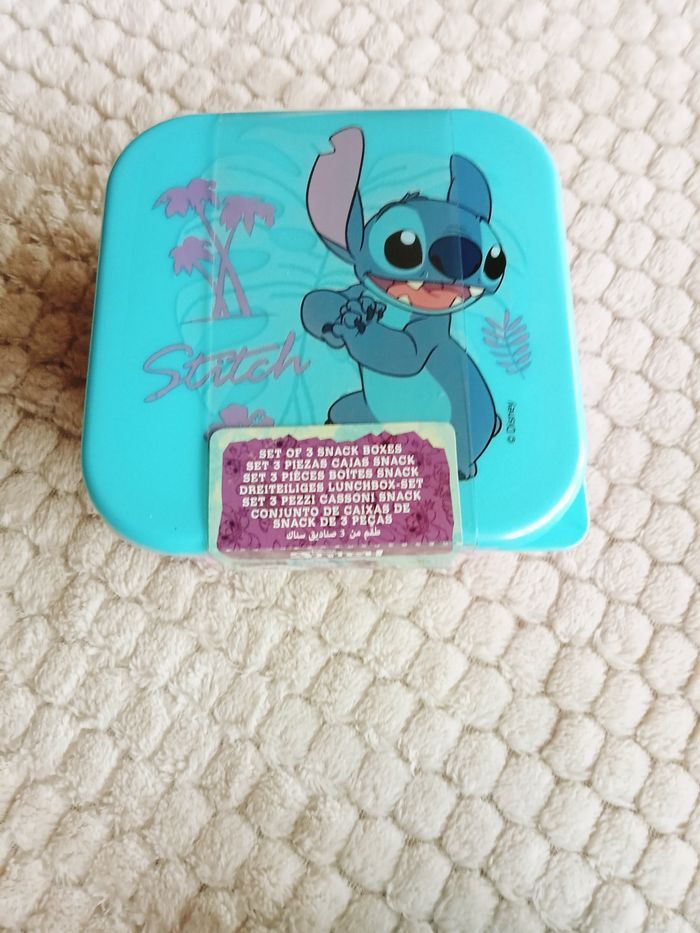 Stitch
© Disney
SET OF 3 SNACK BOXES
SET 3 PIEZAS CAJAS SNACK
SET 3 PIÈCES BOÎTES SNACK
DREITEILIGES LUNCHBOX-SET
SET 3 PEZZI CASSONI SNACK
CONJUNTO DE CAIXAS DE
SNACK DE 3 PEÇAS
طقم من 3 صناديق سناك